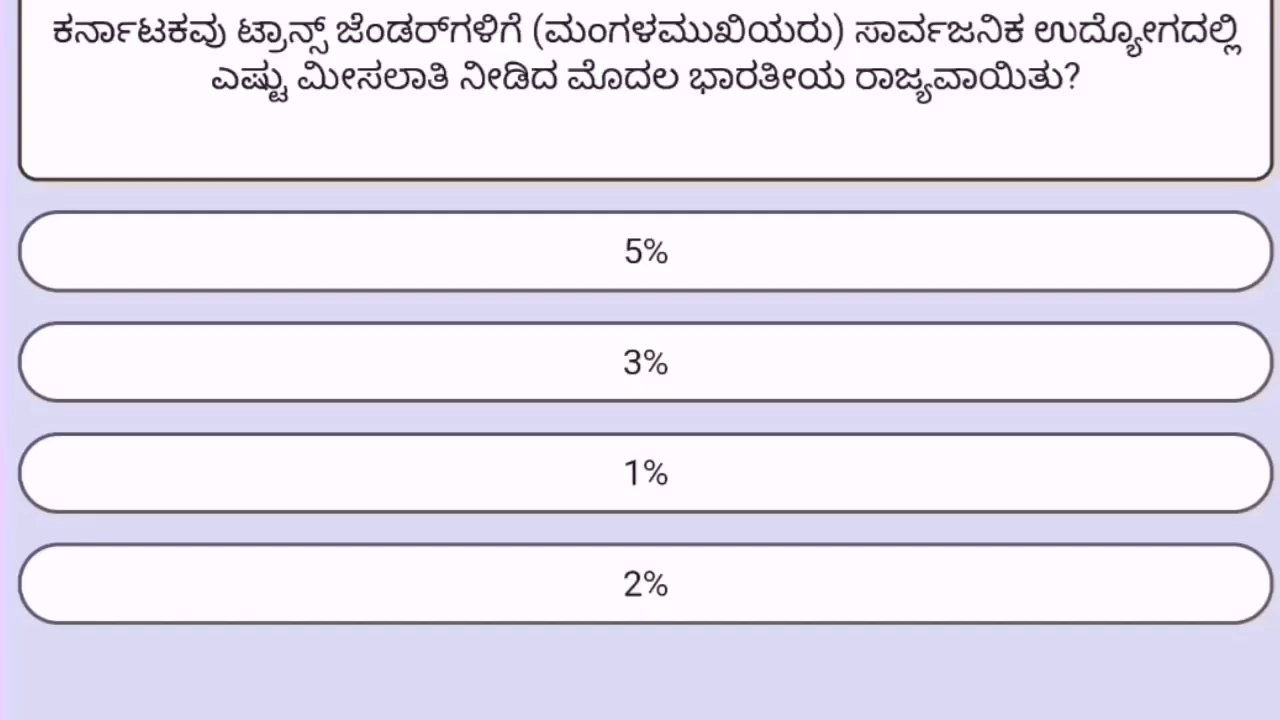 ಕರ್ನಾಟಕವು ಟ್ರಾನ್ಸ್ ಜೆಂಡರ್‌ಗಳಿಗೆ (ಮಂಗಳಮುಖಿಯರು) ಸಾರ್ವಜನಿಕ ಉದ್ಯೋಗದಲ್ಲಿ
ಎಷ್ಟು ಮೀಸಲಾತಿ ನೀಡಿದ ಮೊದಲ ಭಾರತೀಯ ರಾಜ್ಯವಾಯಿತು?
5%
3%
1%
2%